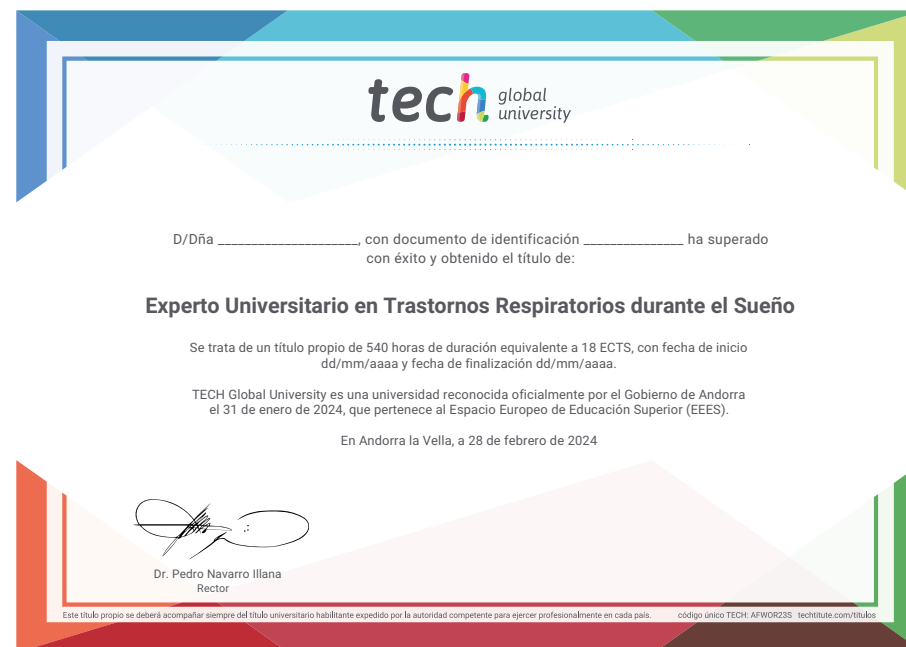 tech global university
D/Dña _____________________, con documento de identificación _______________ ha superado
con éxito y obtenido el título de:
Experto Universitario en Trastornos Respiratorios durante el Sueño
Se trata de un título propio de 540 horas de duración equivalente a 18 ECTS, con fecha de inicio
dd/mm/aaaa y fecha de finalización dd/mm/aaaa.
TECH Global University es una universidad reconocida oficialmente por el Gobierno de Andorra
el 31 de enero de 2024, que pertenece al Espacio Europeo de Educación Superior (EEES).
En Andorra la Vella, a 28 de febrero de 2024
Dr. Pedro Navarro Illana
Rector
Este título propio se deberá acompañar siempre del título universitario habilitante expedido por la autoridad competente para ejercer profesionalmente en cada país. código único TECH: AFWOR23S techtitute.com/titulos